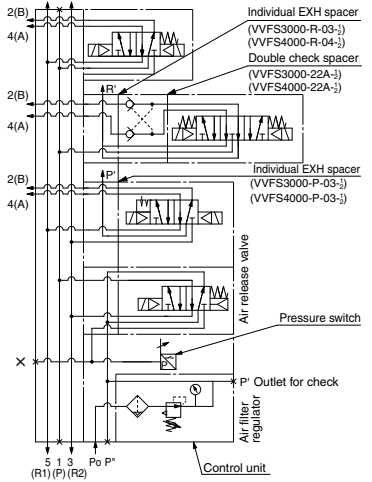 Individual EXH spacer
(VVFS3000-R-03-½)
(VVFS4000-R-04-½)
Double check spacer
(VVFS3000-22A-½)
(VVFS4000-22A-½)
2(B)
4(A)
R'
2(B)
4(A)
P'
Individual EXH spacer
(VVFS3000-P-03-½)
(VVFS4000-P-03-½)
2(B)
4(A)
Air release valve
Pressure switch
P
P' Outlet for check
Air filter
regulator
5 1 3 Po P"
(R1) (P) (R2)
Control unit